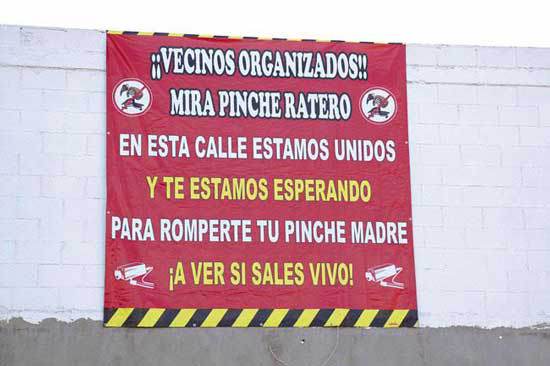 ¡¡VECINOS ORGANIZADOS!!
MIRA PINCHE RATERO
EN ESTA CALLE ESTAMOS UNIDOS
Y TE ESTAMOS ESPERANDO
PARA ROMPERTE TU PINCHE MADRE
¡A VER SI SALES VIVO!